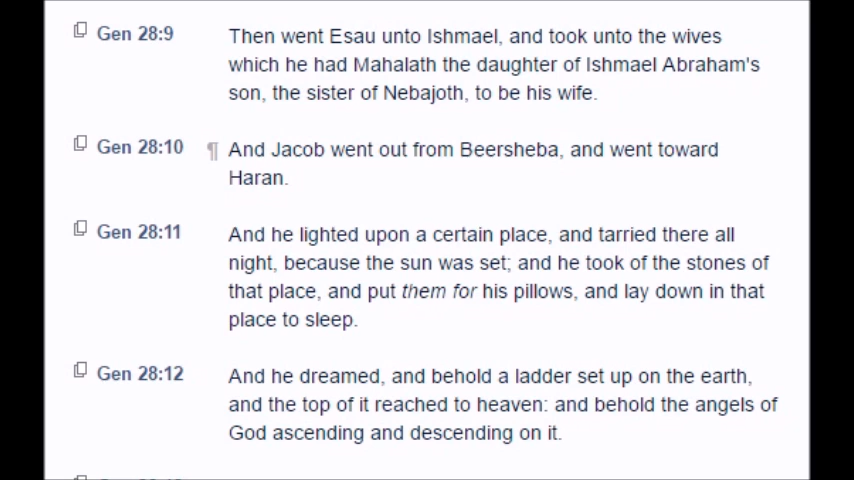 Gen 28:9 Then went Esau unto Ishmael, and took unto the wives
which he had Mahalath the daughter of Ishmael Abraham's
son, the sister of Nebajoth, to be his wife.
Gen 28:10 ¶ And Jacob went out from Beersheba, and went toward
Haran.
Gen 28:11 And he lighted upon a certain place, and tarried there all
night, because the sun was set; and he took of the stones of
that place, and put them for his pillows, and lay down in that
place to sleep.
Gen 28:12 And he dreamed, and behold a ladder set up on the earth,
and the top of it reached to heaven: and behold the angels of
God ascending and descending on it.